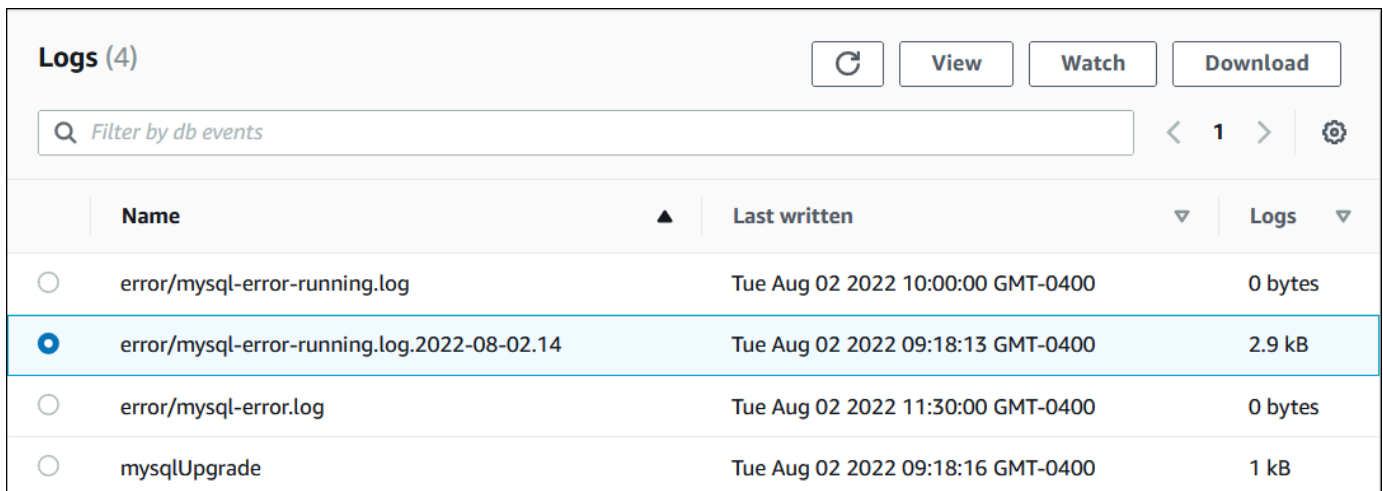 Logs (4)
View
Watch
Download
Filter by db events
1
Name
Last written
Logs
error/mysql-error-running.log
Tue Aug 02 2022 10:00:00 GMT-0400
0 bytes
error/mysql-error-running.log.2022-08-02.14
Tue Aug 02 2022 09:18:13 GMT-0400
2.9 kB
error/mysql-error.log
Tue Aug 02 2022 11:30:00 GMT-0400
0 bytes
mysqlUpgrade
Tue Aug 02 2022 09:18:16 GMT-0400
1 kB